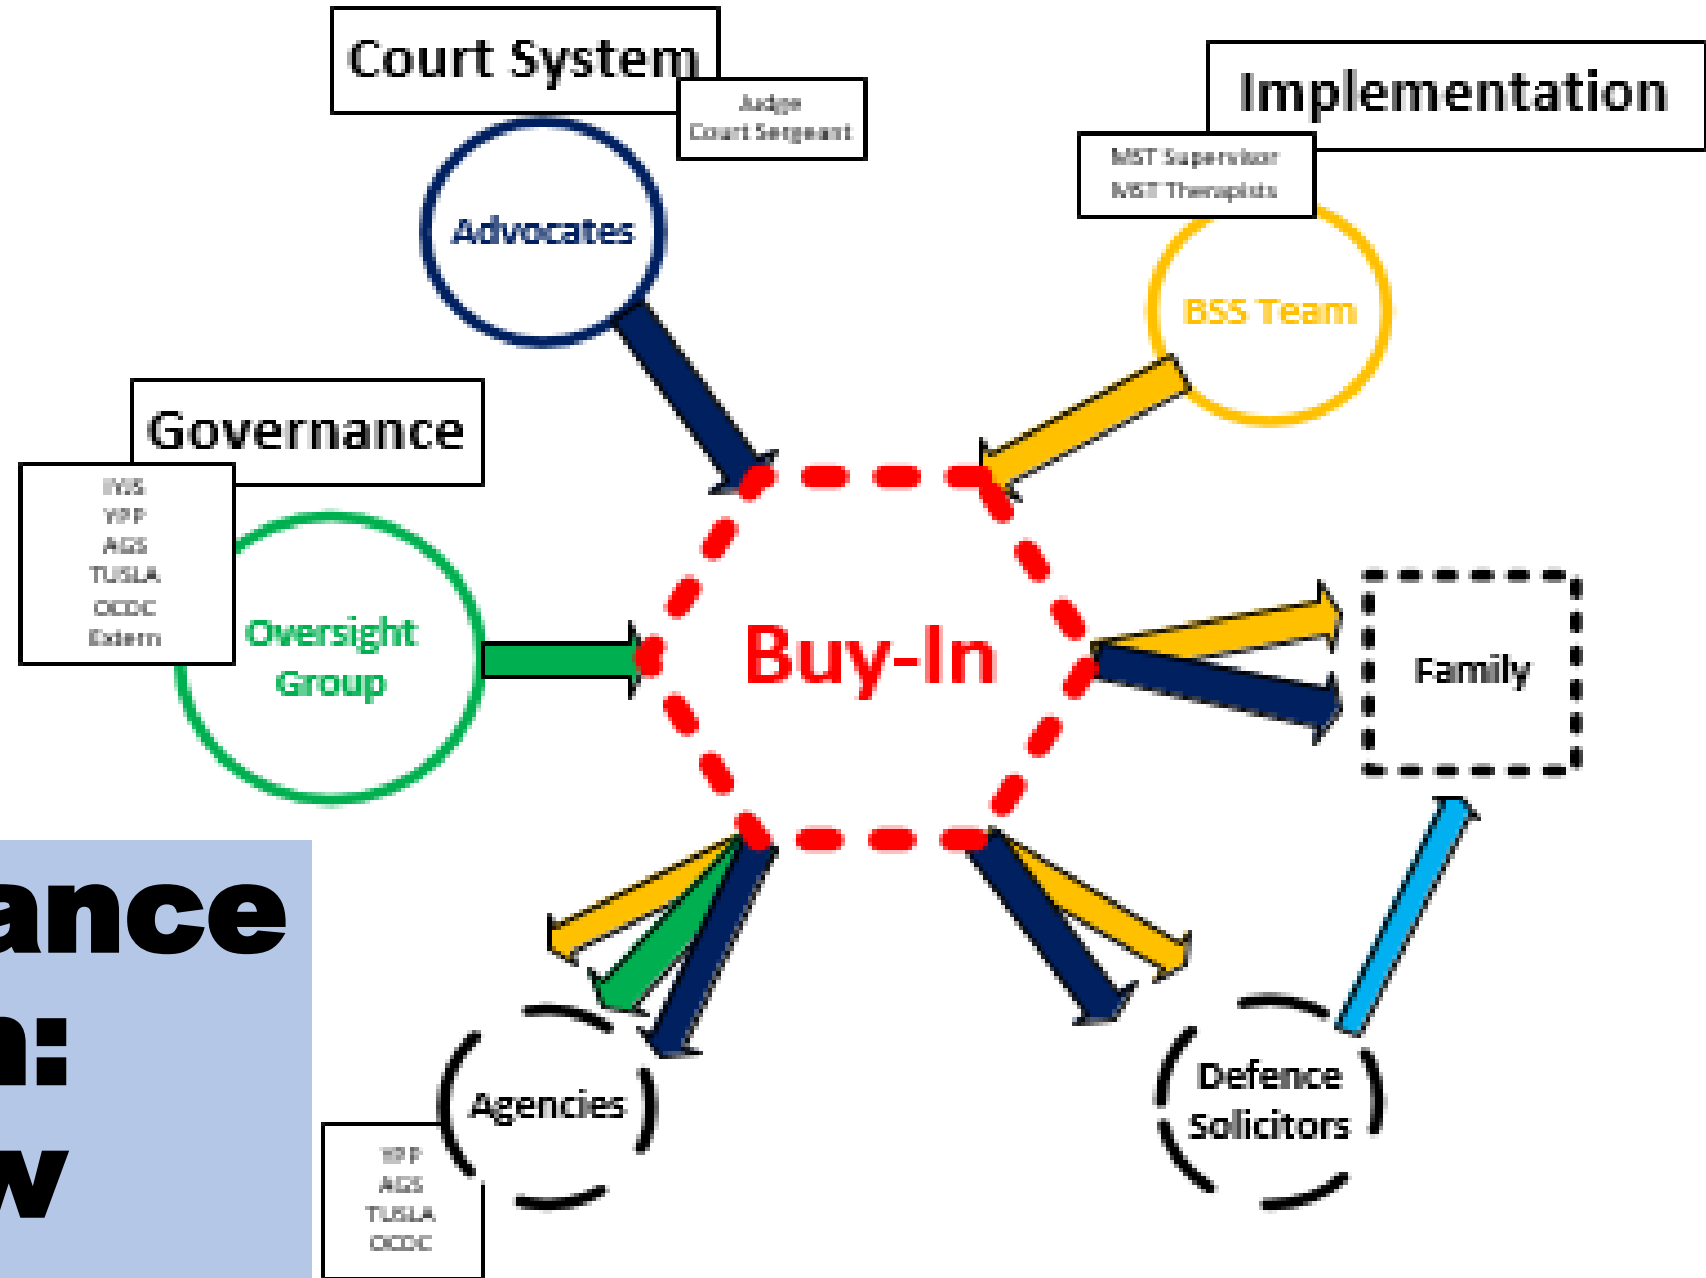 Court System
Judge
Court Sergeant
Implementation
MST Supervisor
MST Therapists
Advocates
BSS Team
Governance
IYJS
YPP
AGS
TUSLA
OCDC
Extern
Oversight
Group
Buy-In
Family
ance
n:
w
Agencies
YPP
AGS
TUSLA
OCDC
Defence
Solicitors